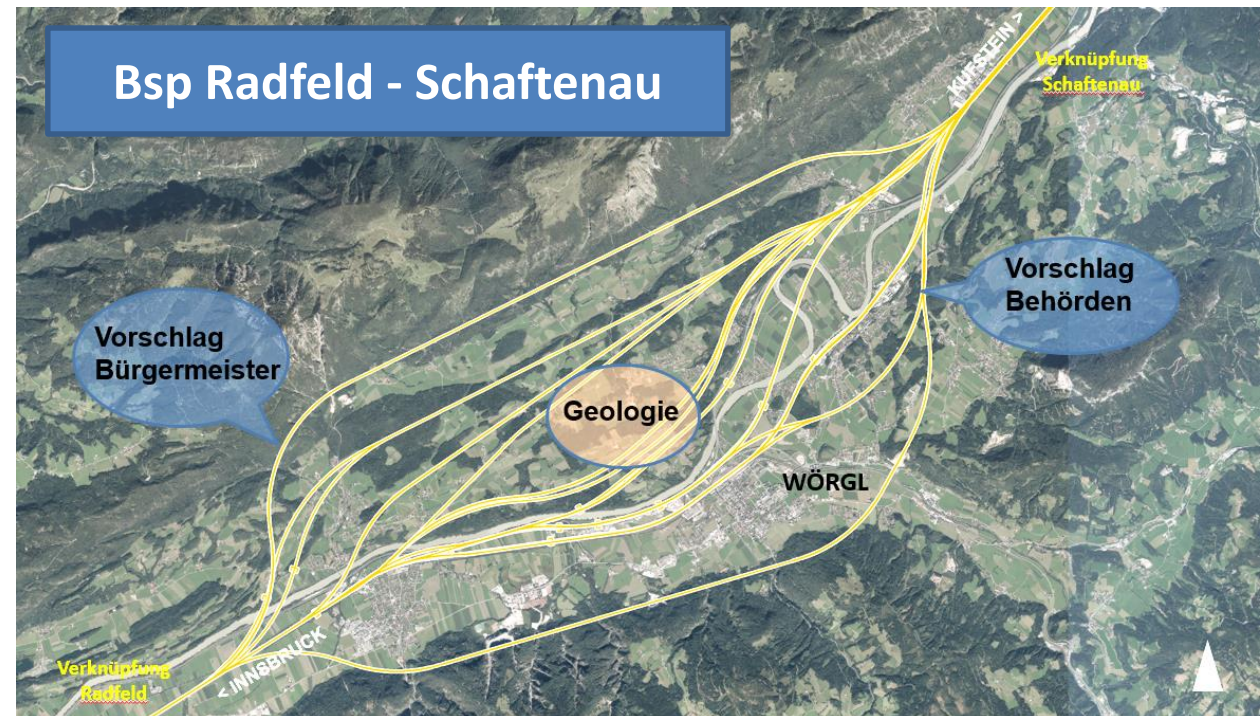 Bsp Radfeld - Schaftenau
< KUFSTEIN >
Verknüpfung
Schaftenau
Vorschlag
Behörden
Vorschlag
Bürgermeister
Geologie
WÖRGL
< INNSBRUCK
Verknüpfung
Radfeld